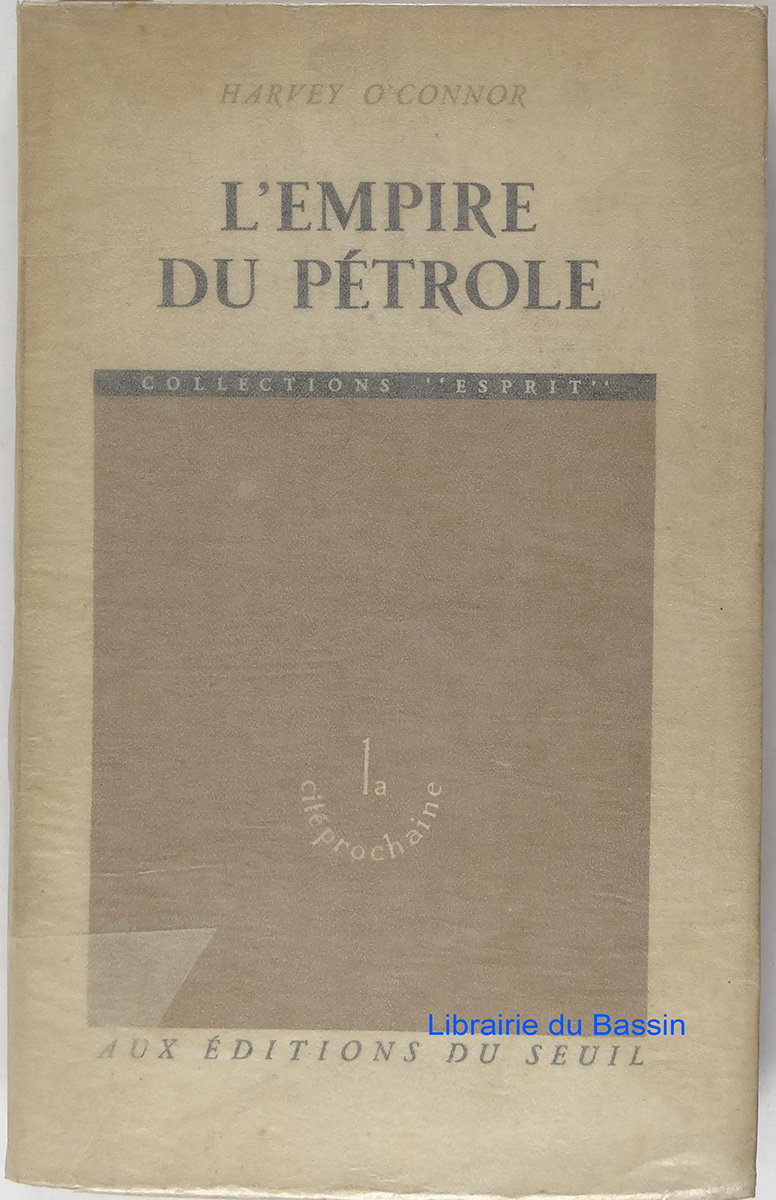 HARVEY O'CONNOR
L'EMPIRE
DU PÉTROLE
COLLECTIONS "ESPRIT"
la
cité prochaine
Librairie du Bassin
AUX ÉDITIONS DU SEUIL